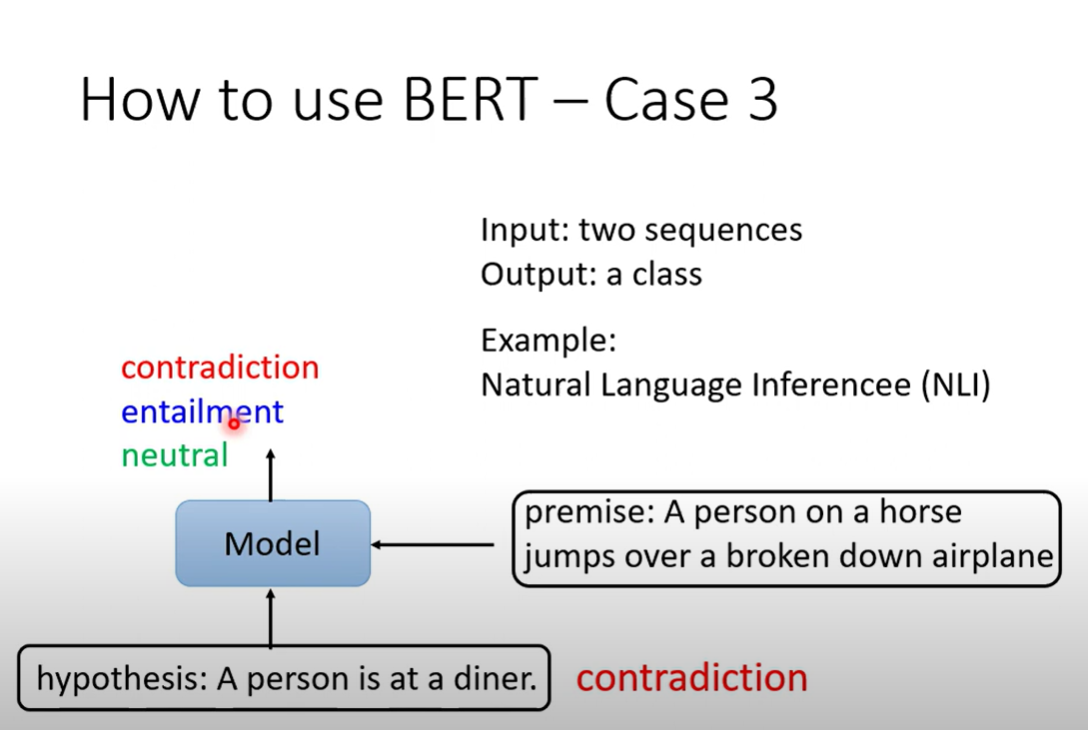 How to use BERT – Case 3
Input: two sequences
Output: a class
Example:
Natural Language Inferencee (NLI)
contradiction
entailment
neutral
Model
premise: A person on a horse
jumps over a broken down airplane
hypothesis: A person is at a diner.
contradiction